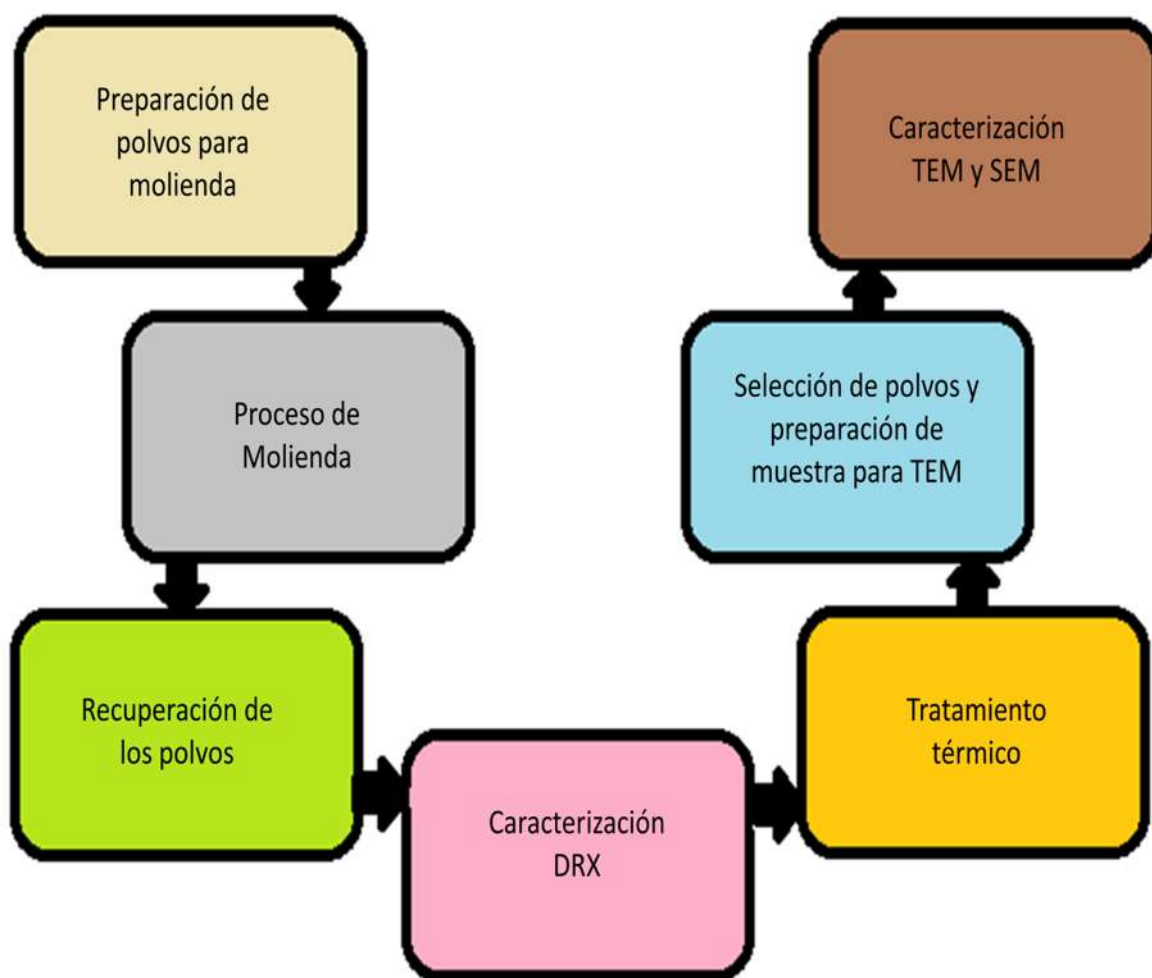 Preparación de
polvos para
molienda
Proceso de
Molienda
Recuperación de
los polvos
Caracterización
DRX
Tratamiento
térmico
Selección de polvos y
preparación de
muestra para TEM
Caracterización
TEM y SEM